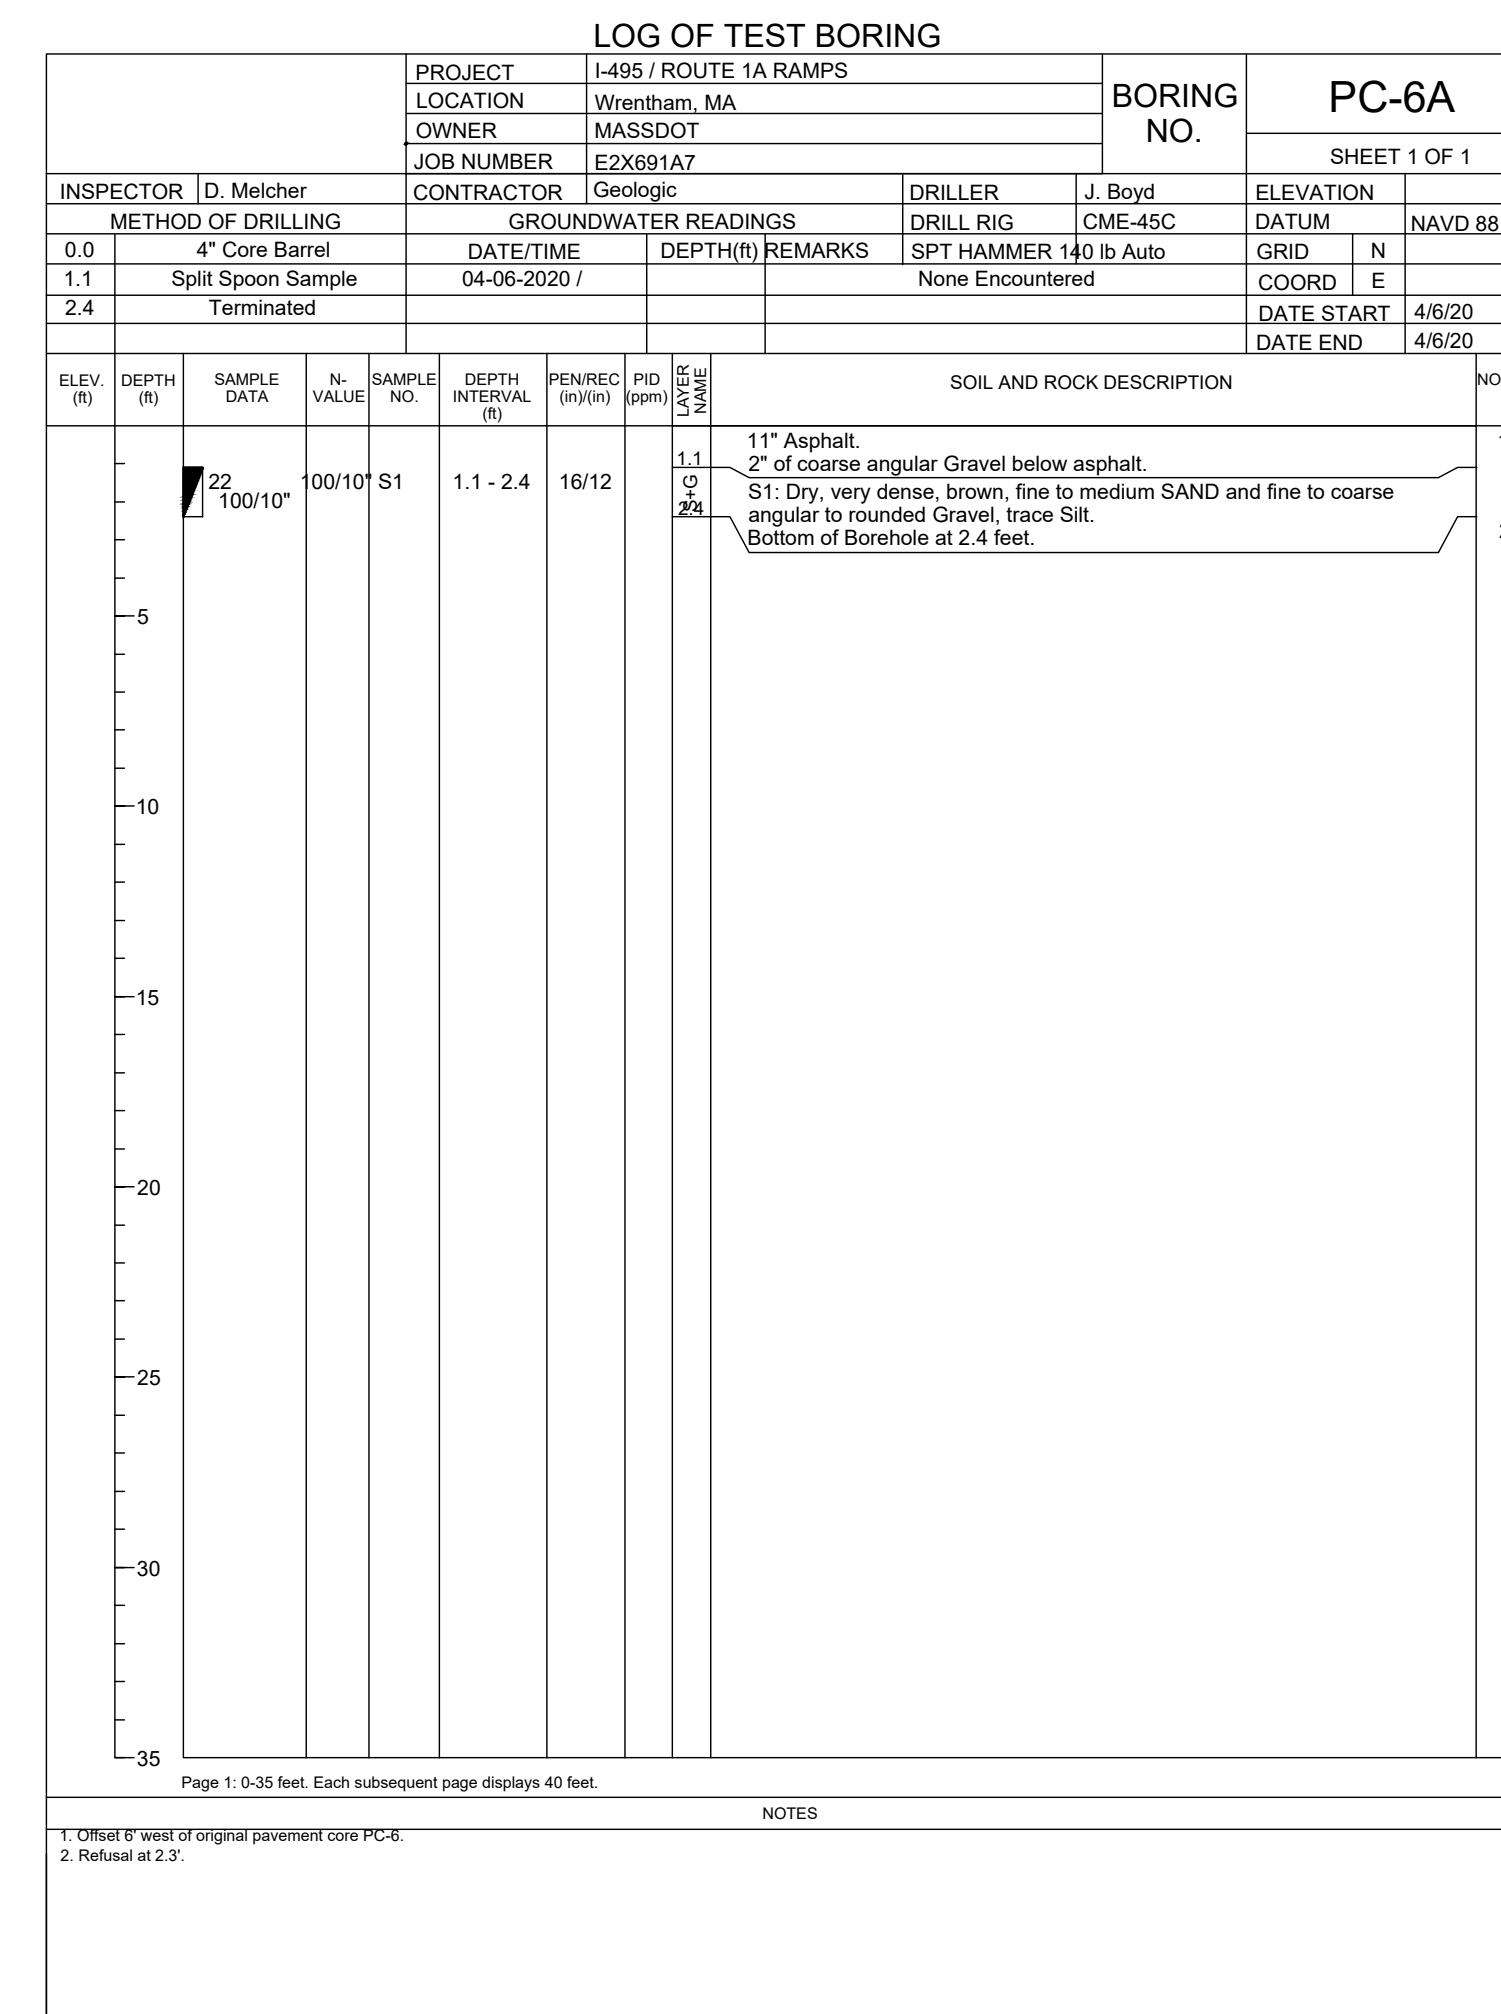 LOG OF TEST BORING
PROJECT I-495 / ROUTE 1A RAMPS
LOCATION Wrentham, MA
OWNER MASSDOT
JOB NUMBER E2X691A7
BORING
NO.
PC-6A
SHEET 1 OF 1
INSPECTOR D. Melcher CONTRACTOR Geologic DRILLER J. Boyd ELEVATION
METHOD OF DRILLING GROUNDWATER READINGS DRILL RIG CME-45C DATUM NAVD 88
0.0 4" Core Barrel DATE/TIME DEPTH(ft) REMARKS SPT HAMMER 140 lb Auto GRID N
1.1 Split Spoon Sample 04-06-2020 / None Encountered COORD E
2.4 Terminated DATE START 4/6/20
DATE END 4/6/20
ELEV.
(ft)
DEPTH
(ft)
SAMPLE
DATA
N-
VALUE
SAMPLE
NO.
DEPTH
INTERVAL
(ft)
PEN/REC
(in)/(in)
PID
(ppm)
LAYER
NAME
SOIL AND ROCK DESCRIPTION
NO
11" Asphalt.
1.1 2" of coarse angular Gravel below asphalt.
22 100/10" S1 1.1 - 2.4 16/12
100/10"
S+G
2.4
S1: Dry, very dense, brown, fine to medium SAND and fine to coarse
angular to rounded Gravel, trace Silt.
Bottom of Borehole at 2.4 feet.
5
10
15
20
25
30
35
Page 1: 0-35 feet. Each subsequent page displays 40 feet.
NOTES
1. Offset 6' west of original pavement core PC-6.
2. Refusal at 2.3'.